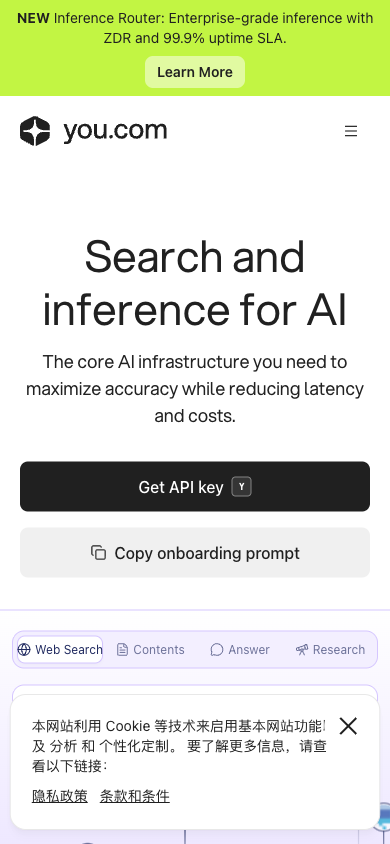 NEW Inference Router: Enterprise-grade inference with
ZDR and 99.9% uptime SLA.
Learn More
you.com
Search and
inference for AI
The core AI infrastructure you need to
maximize accuracy while reducing latency
and costs.
Get API key Y
Copy onboarding prompt
Web Search Contents Answer Research
本网站利用 Cookie 等技术来启用基本网站功能
及 分析 和 个性化定制。 要了解更多信息，请查
看以下链接：
隐私政策 条款和条件